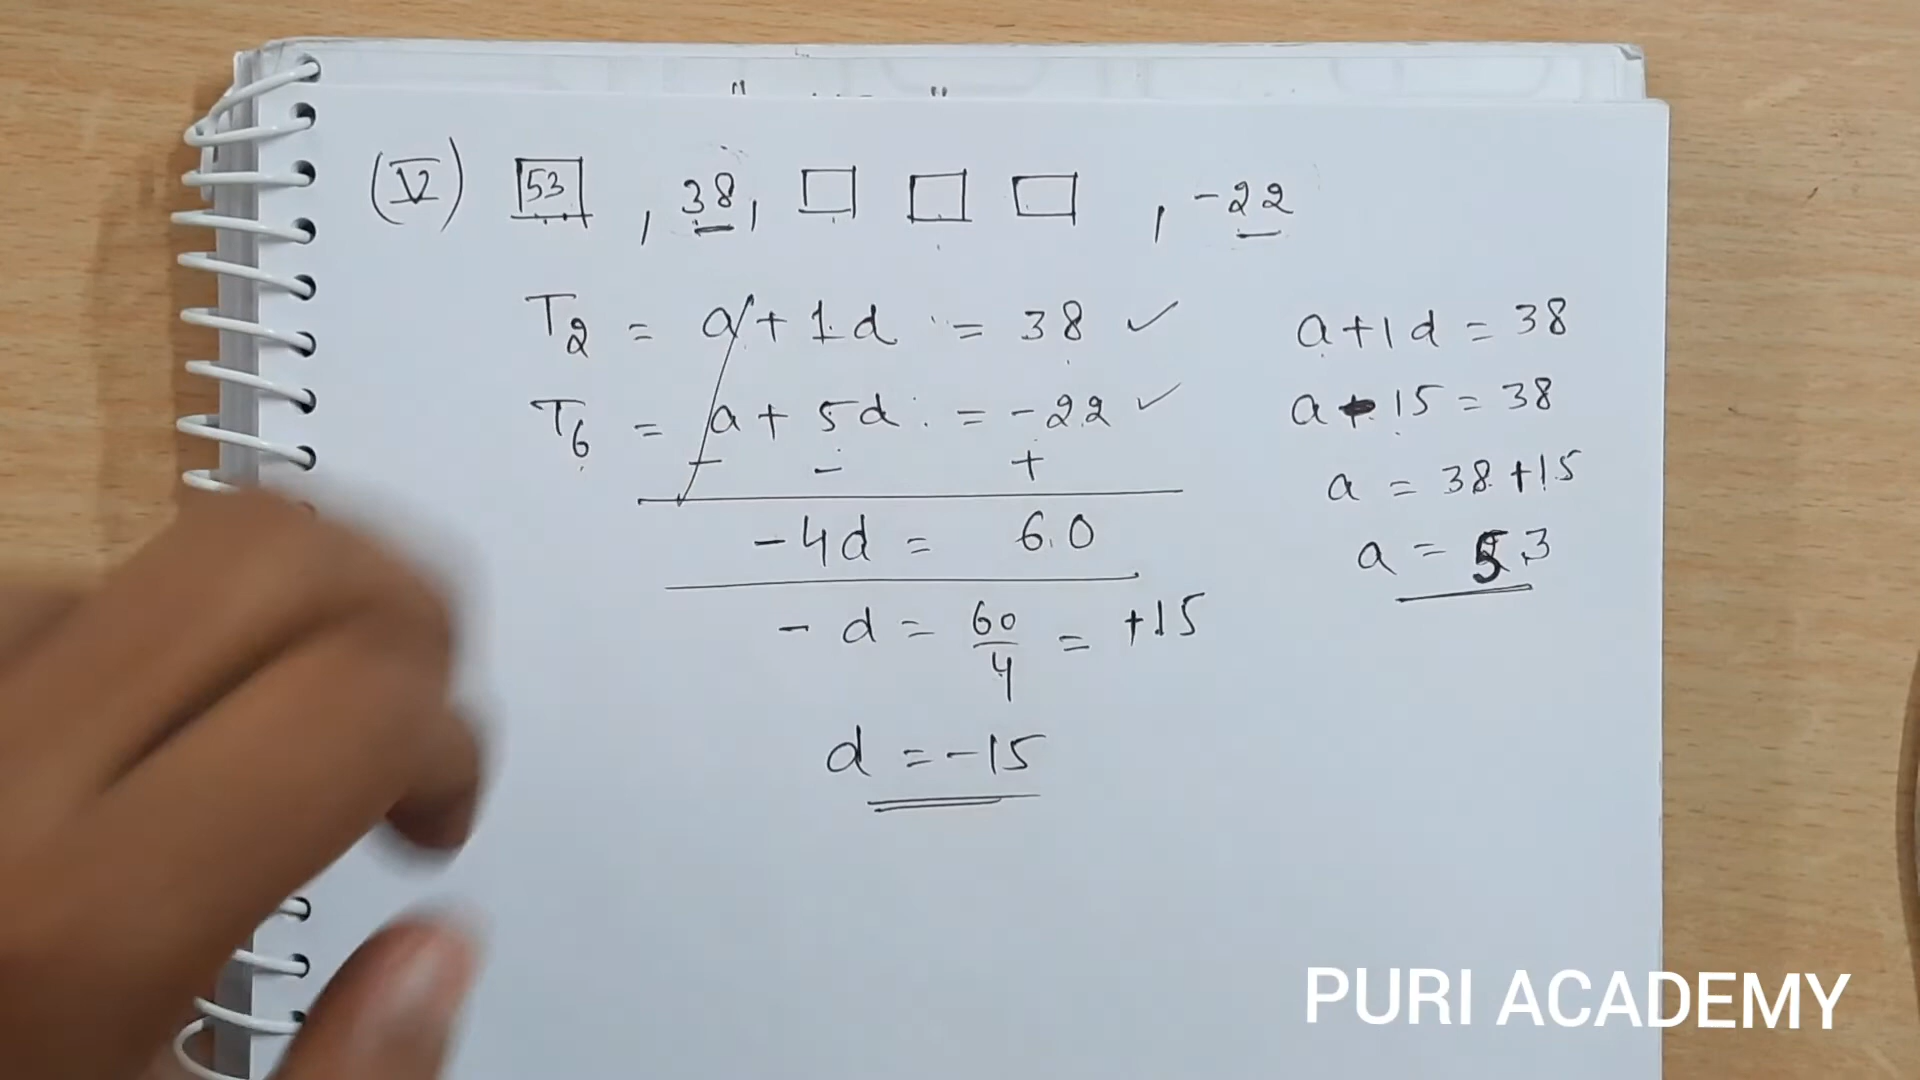 (V) 53 , 38, □ □ □ , -22
T2 = a + 1d = 38 ✓
T6 = a + 5d = -22 ✓
- - +
-4d = 60
- d = 60/4 = +15
d = -15
a + 1d = 38
a - 15 = 38
a = 38 + 15
a = 53
PURI ACADEMY